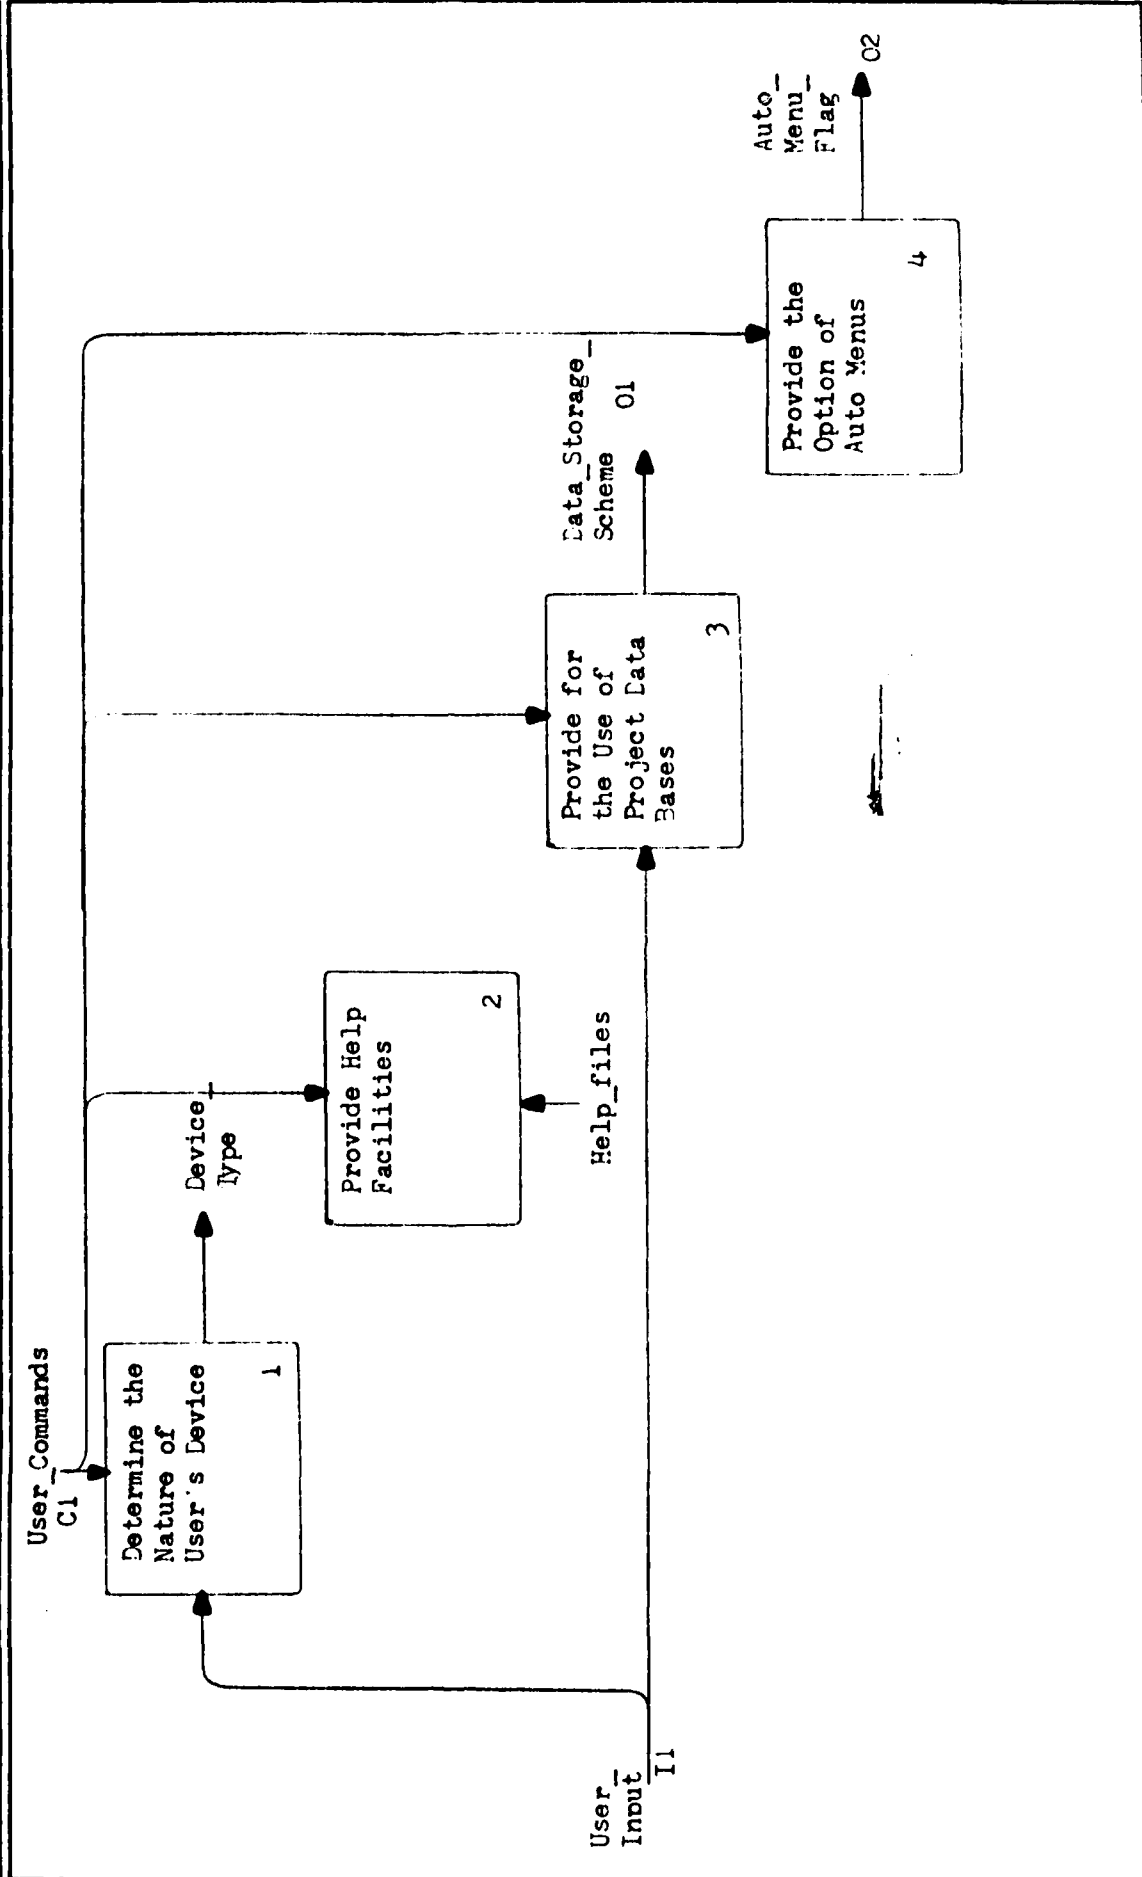 User_Commands
C1
Determine the
Nature of
User's Device
1
Device_
Type
Provide Help
Facilities
2
Help_files
User_
Input
I1
Provide for
the Use of
Project Data
Bases
3
Data_Storage_
Scheme
O1
Provide the
Option of
Auto Menus
4
Auto_
Menu_
Flag
O2